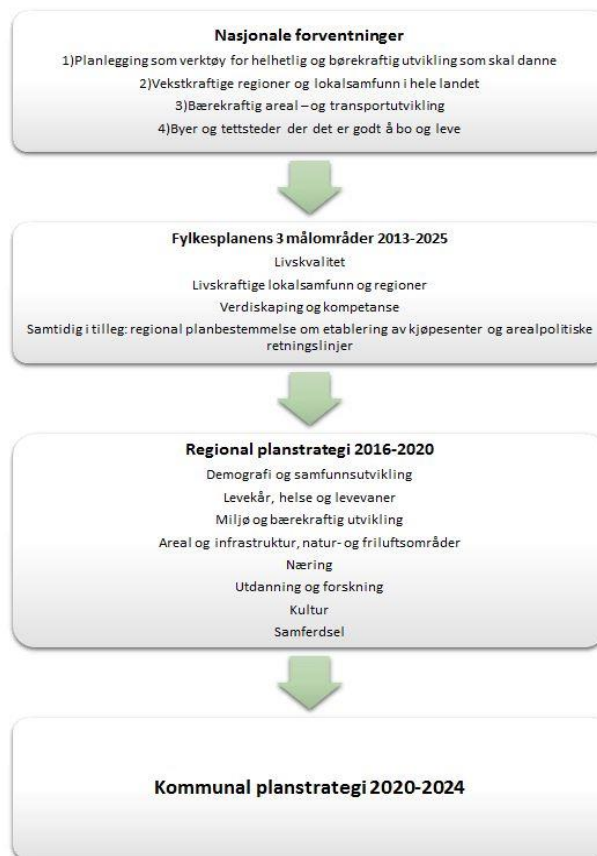 Nasjonale forventninger
1)Planlegging som verktøy for helhetlig og børekraftig utvikling som skal danne
2)Vekstkraftige regioner og lokalsamfunn i hele landet
3)Bærekraftig areal – og transportutvikling
4)Byer og tettsteder der det er godt å bo og leve
Fylkesplanens 3 målområder 2013-2025
Livskvalitet
Livskraftige lokalsamfunn og regioner
Verdiskaping og kompetanse
Samtidig i tilleg: regional planbestemmelse om etablering av kjøpesenter og arealpolitiske
retningslinjer
Regional planstrategi 2016-2020
Demografi og samfunnsutvikling
Levekår, helse og levevaner
Miljø og bærekraftig utvikling
Areal og infrastruktur, natur- og friluftsområder
Næring
Utdanning og forskning
Kultur
Samferdsel
Kommunal planstrategi 2020-2024